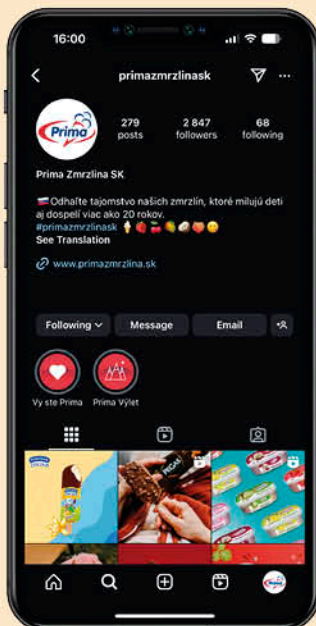 16:00
primazmrzlinask
Prima
279 2 847 68
posts followers following
Prima Zmrzlina SK
Odhaľte tajomstvo našich zmrzlín, ktoré milujú deti
aj dospelí viac ako 20 rokov.
#primazmrzlinask
See Translation
www.primazmrzlina.sk
Following Message Email
Vy ste Prima Prima Výlet
PEGAS
Prima